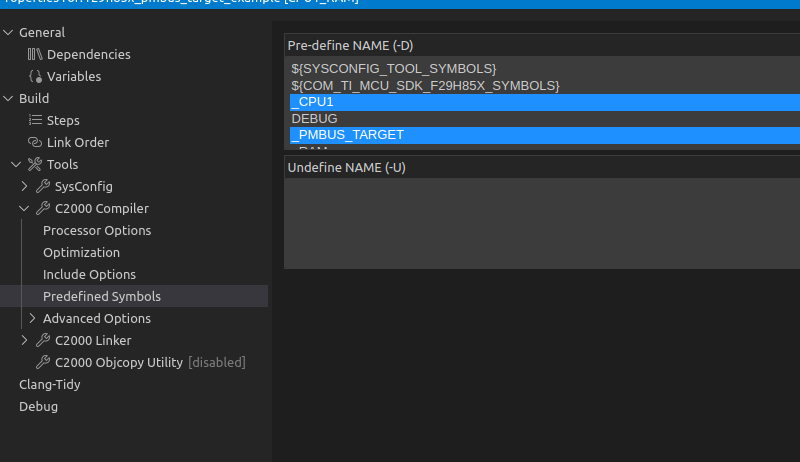 roperties for f29h85x_pmbus_target_example [CPU1_RAM]
General
Dependencies
Variables
Build
Steps
Link Order
Tools
SysConfig
C2000 Compiler
Processor Options
Optimization
Include Options
Predefined Symbols
Advanced Options
C2000 Linker
C2000 Objcopy Utility [disabled]
Clang-Tidy
Debug
Pre-define NAME (-D)
${SYSCONFIG_TOOL_SYMBOLS}
${COM_TI_MCU_SDK_F29H85X_SYMBOLS}
_CPU1
DEBUG
_PMBUS_TARGET
_RAM
Undefine NAME (-U)